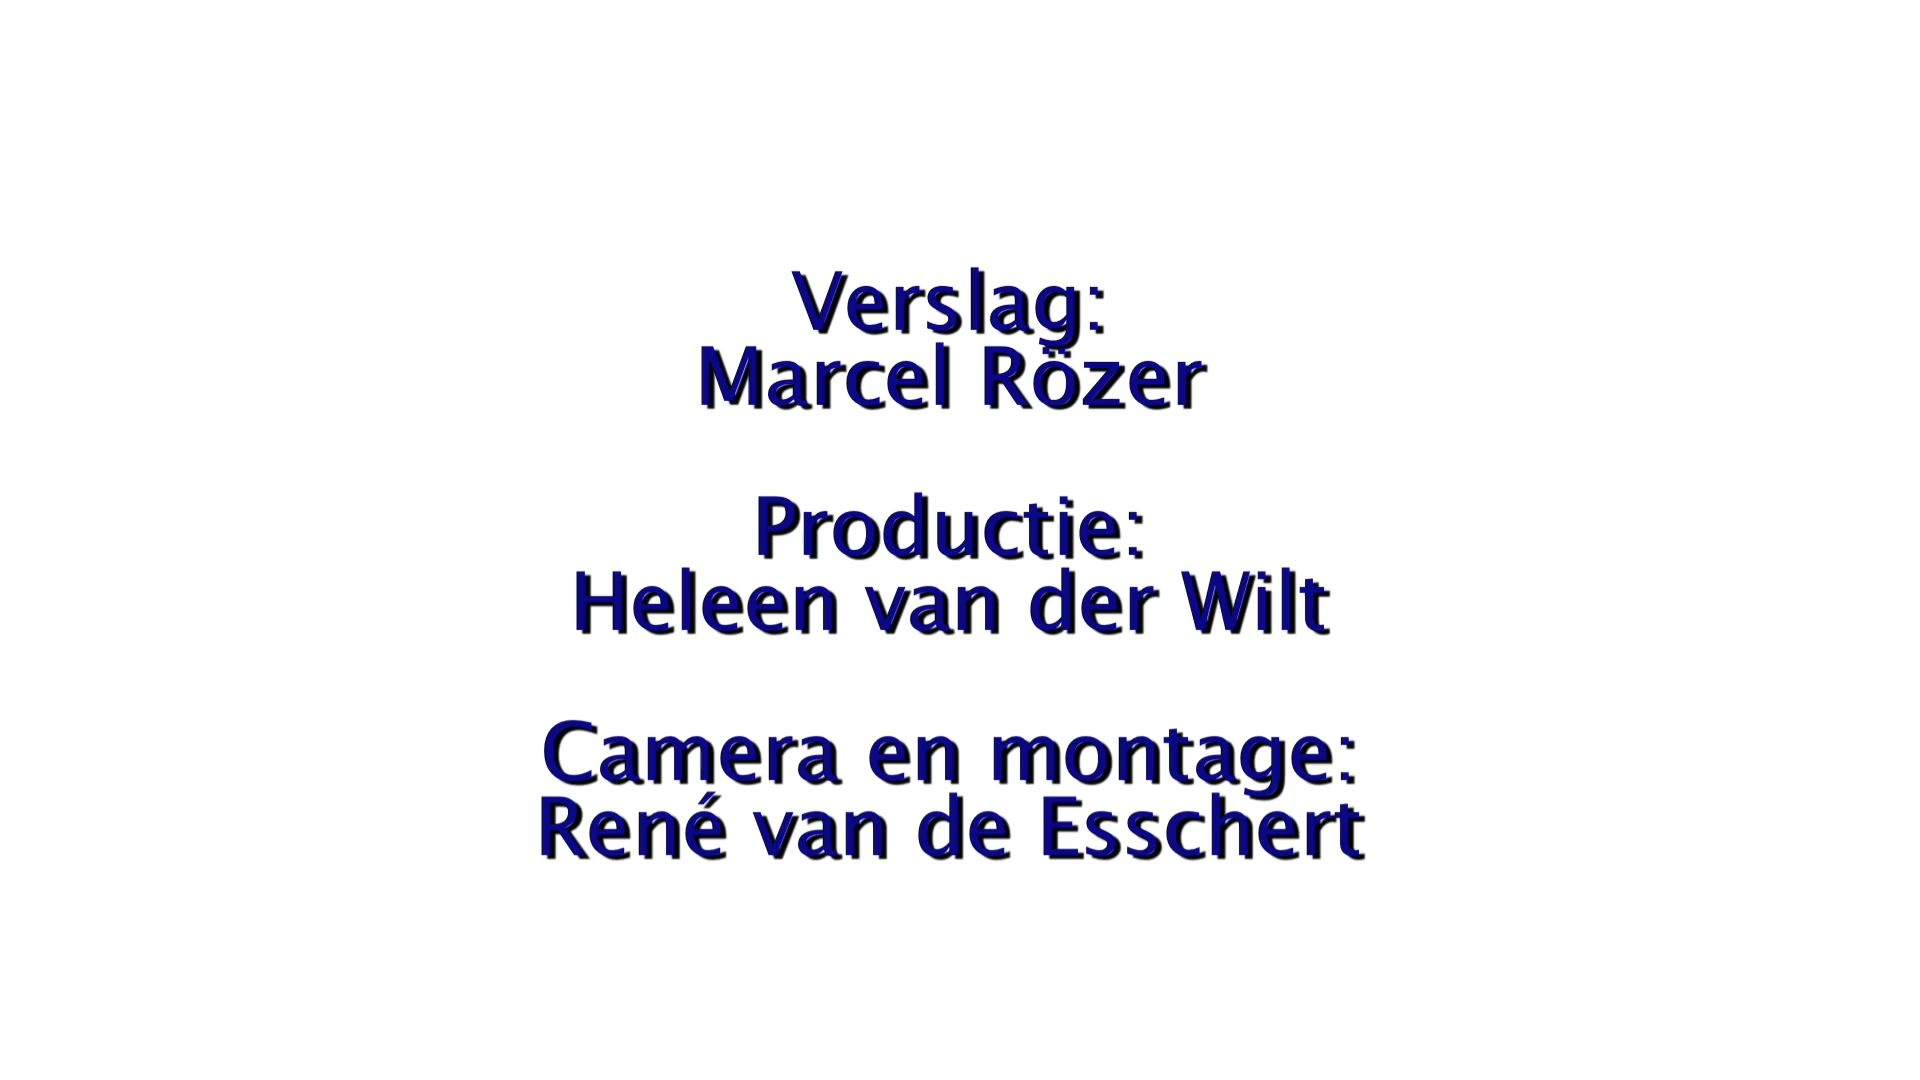 Verslag:
Marcel Rözer
Productie:
Heleen van der Wilt
Camera en montage:
René van de Esschert